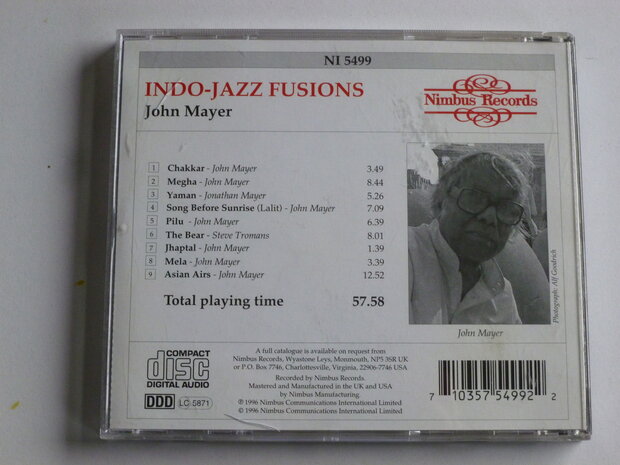 NI 5499
INDO-JAZZ FUSIONS
John Mayer
Nimbus Records
1 Chakkar - John Mayer 3.49
2 Megha - John Mayer 8.44
3 Yaman - Jonathan Mayer 5.26
4 Song Before Sunrise (Lalit) - John Mayer 7.09
5 Pilu - John Mayer 6.39
6 The Bear - Steve Tromans 8.01
7 Jhaptal - John Mayer 1.39
8 Mela - John Mayer 3.39
9 Asian Airs - John Mayer 12.52
Total playing time 57.58
Photograph: Alf Goodrich
John Mayer
COMPACT
disc
DIGITAL AUDIO
DDD LC 5871
A full catalogue is available on request from
Nimbus Records, Wyastone Leys, Monmouth, NP5 3SR UK
or P.O. Box 7746, Charlottesville, Virginia, 22906-7746 USA
Recorded by Nimbus Records.
Mastered and Manufactured in the UK and USA
by Nimbus Manufacturing.
℗ 1996 Nimbus Communications International Limited
© 1996 Nimbus Communications International Limited
7 10357 54992 2